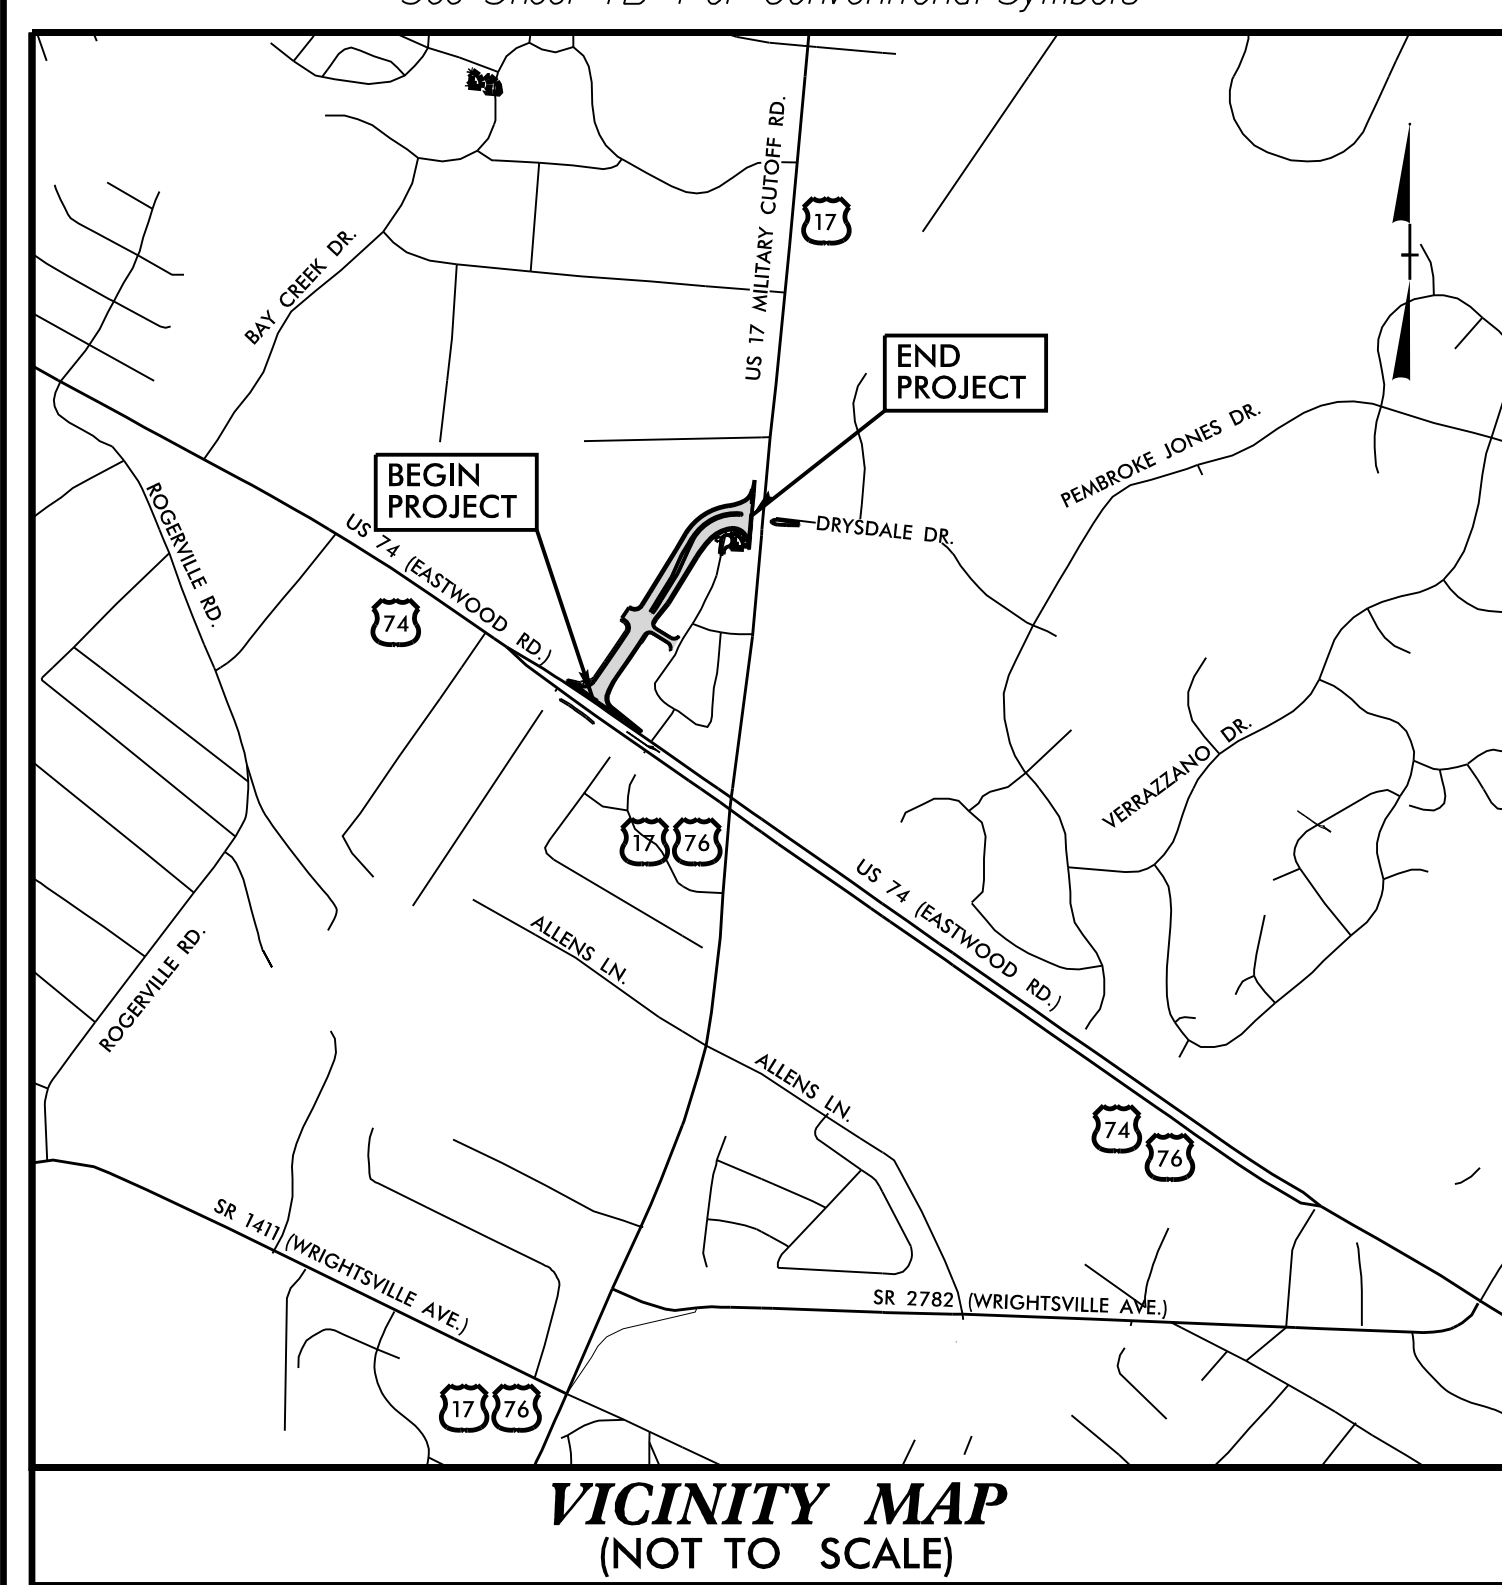 US 17 MILITARY CUTOFF RD.
17
BAY CREEK DR.
END
PROJECT
PEMBROKE JONES DR.
BEGIN
PROJECT
ROGERVILLE RD.
US 74 (EASTWOOD RD.)
DRYSDALE DR.
74
VERRAZZANO DR.
17
76
US 74 (EASTWOOD RD.)
ALLENS LN.
ROGERVILLE RD.
ALLENS LN.
74
76
SR 1411 (WRIGHTSVILLE AVE.)
SR 2782 (WRIGHTSVILLE AVE.)
17
76
VICINITY MAP
(NOT TO SCALE)